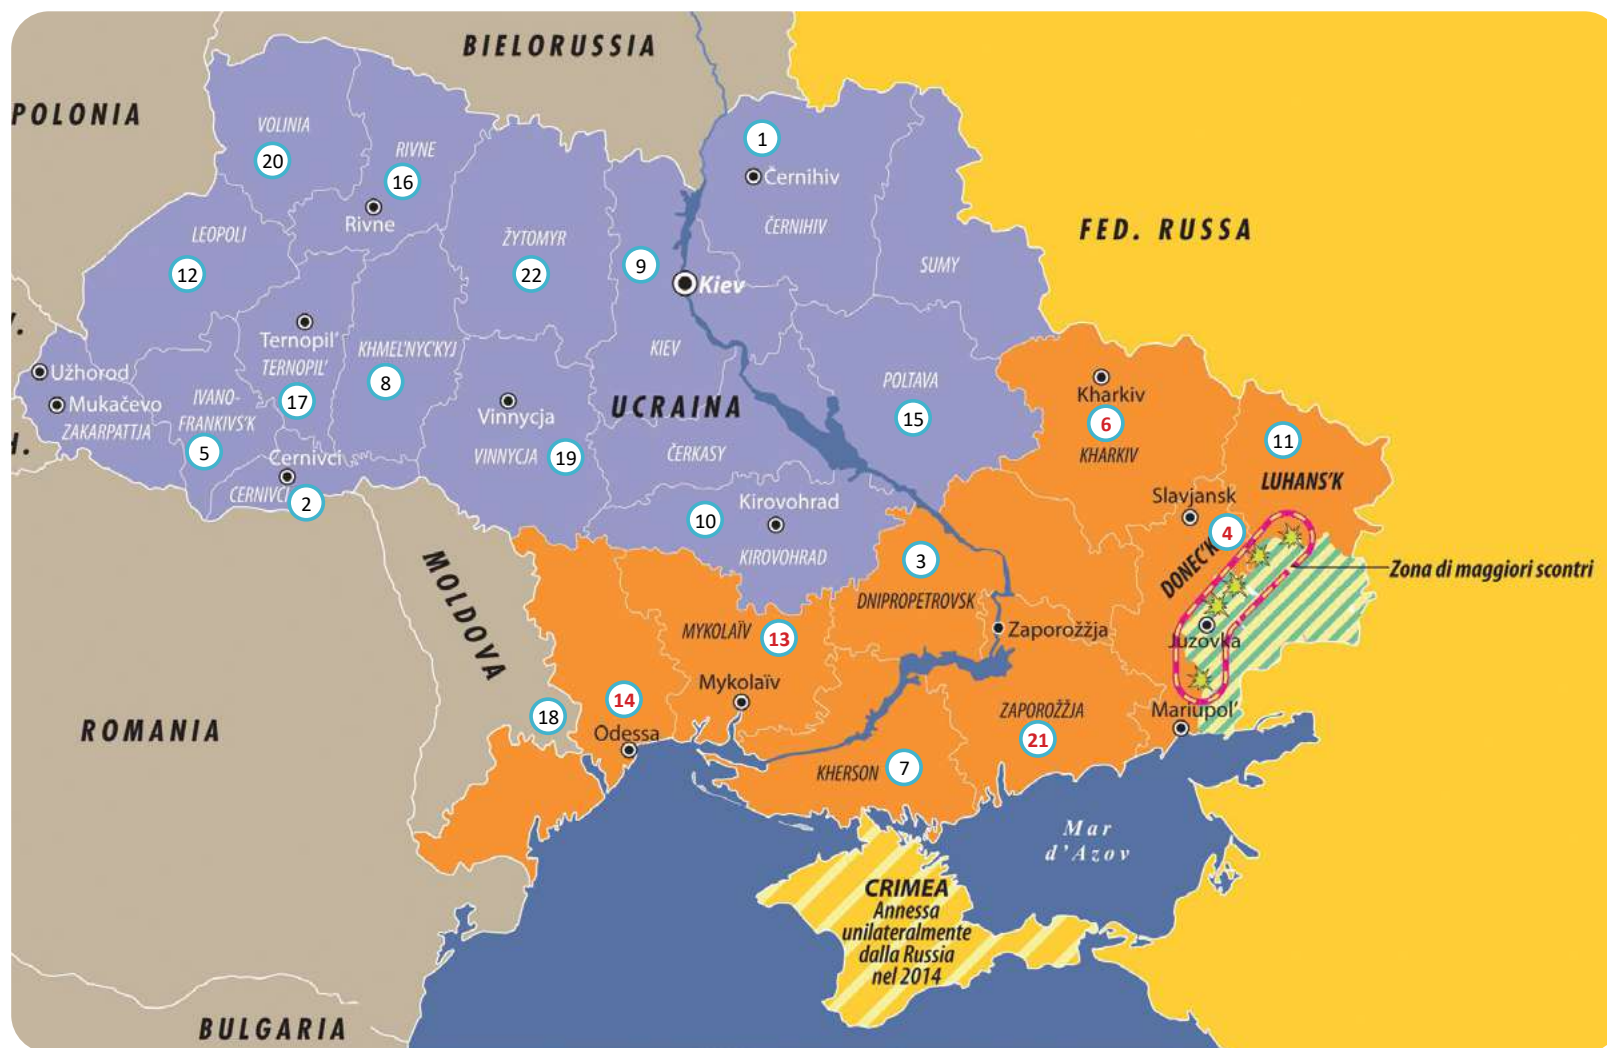 BIELORUSSIA
POLONIA
VOLINIA
20
RIVNE
16
Rivne
1
Černihiv
ČERNIHIV
FED. RUSSA
LEOPOLI
12
ŽYTOMYR
22
9
Kiev
SUMY
Ternopil'
TERNOPIL'
17
KHMEL'NYC'KYJ
8
KIEV
Užhorod
Mukačevo
ZAKARPATTJA
IVANO-
FRANKIVS'K
5
Vinnycja
VINNYCJA
19
UCRAINA
POLTAVA
15
Kharkiv
6
KHARKIV
11
LUHANS'K
H.
Černivci
ČERNIVCI
2
ČERKASY
10
Kirovohrad
KIROVOHRAD
Slavjansk
4
DONEC'K
3
DNIPROPETROVSK
Zona di maggiori scontri
MOLDOVA
MYKOLAÏV
13
Zaporožžja
Juzovka
Mykolaïv
14
18
Odessa
ZAPOROŽŽJA
21
Mariupol'
ROMANIA
KHERSON
7
Mar
d'Azov
CRIMEA
Annessa
unilateralmente
dalla Russia
nel 2014
BULGARIA